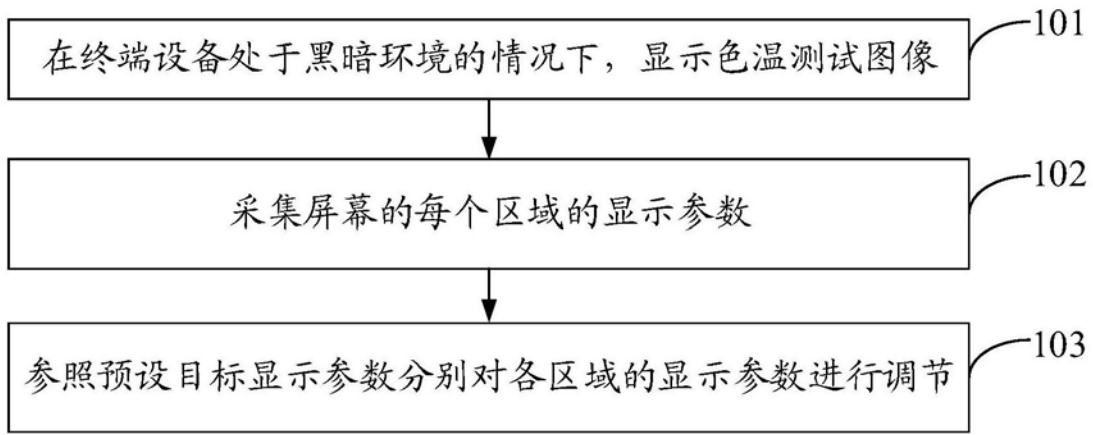 101
在终端设备处于黑暗环境的情况下，显示色温测试图像
102
采集屏幕的每个区域的显示参数
103
参照预设目标显示参数分别对各区域的显示参数进行调节